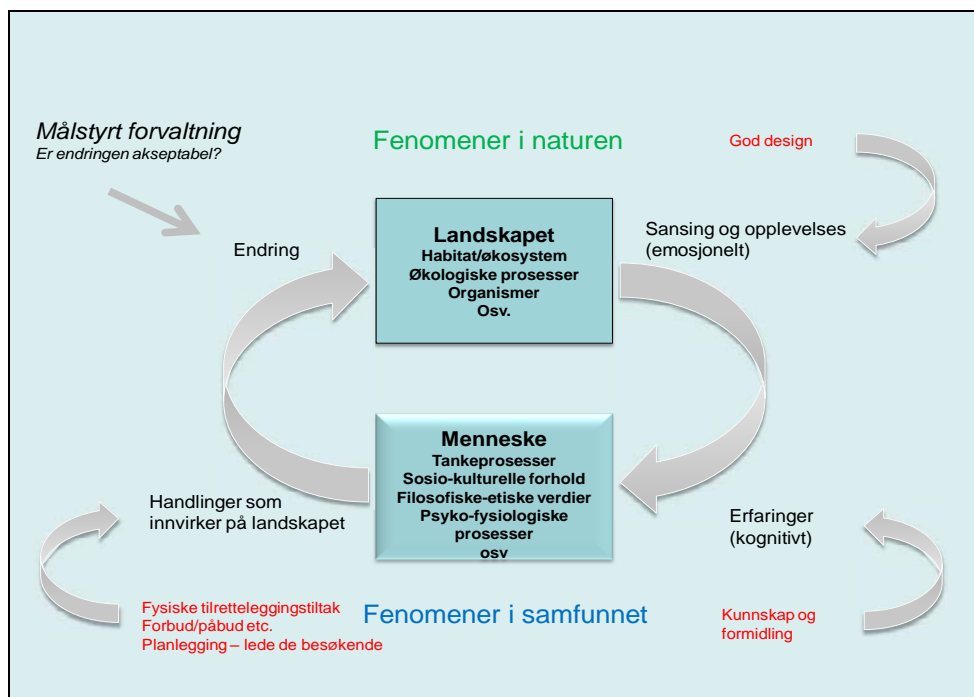 Målstyrt forvaltning
Er endringen akseptabel?
Fenomener i naturen
God design
Endring
Landskapet
Habitat/økosystem
Økologiske prosesser
Organismer
Osv.
Sansing og opplevelses
(emosjonelt)
Menneske
Tankeprosesser
Sosio-kulturelle forhold
Filosofiske-etiske verdier
Psyko-fysiologiske
prosesser
osv
Handlinger som
innvirker på landskapet
Erfaringer
(kognitivt)
Fysiske tilretteleggingstiltak
Forbud/påbud etc.
Planlegging – lede de besøkende
Fenomener i samfunnet
Kunnskap og
formidling